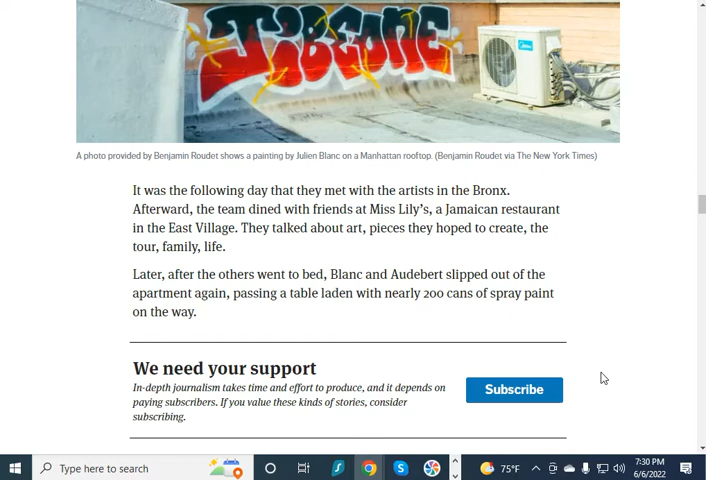 JIBEONE
Midea
A photo provided by Benjamin Roudet shows a painting by Julien Blanc on a Manhattan rooftop. (Benjamin Roudet via The New York Times)
It was the following day that they met with the artists in the Bronx.
Afterward, the team dined with friends at Miss Lily's, a Jamaican restaurant
in the East Village. They talked about art, pieces they hoped to create, the
tour, family, life.
Later, after the others went to bed, Blanc and Audebert slipped out of the
apartment again, passing a table laden with nearly 200 cans of spray paint
on the way.
We need your support
In-depth journalism takes time and effort to produce, and it depends on
paying subscribers. If you value these kinds of stories, consider
subscribing.
Subscribe
Type here to search
75°F
7:30 PM
6/6/2022